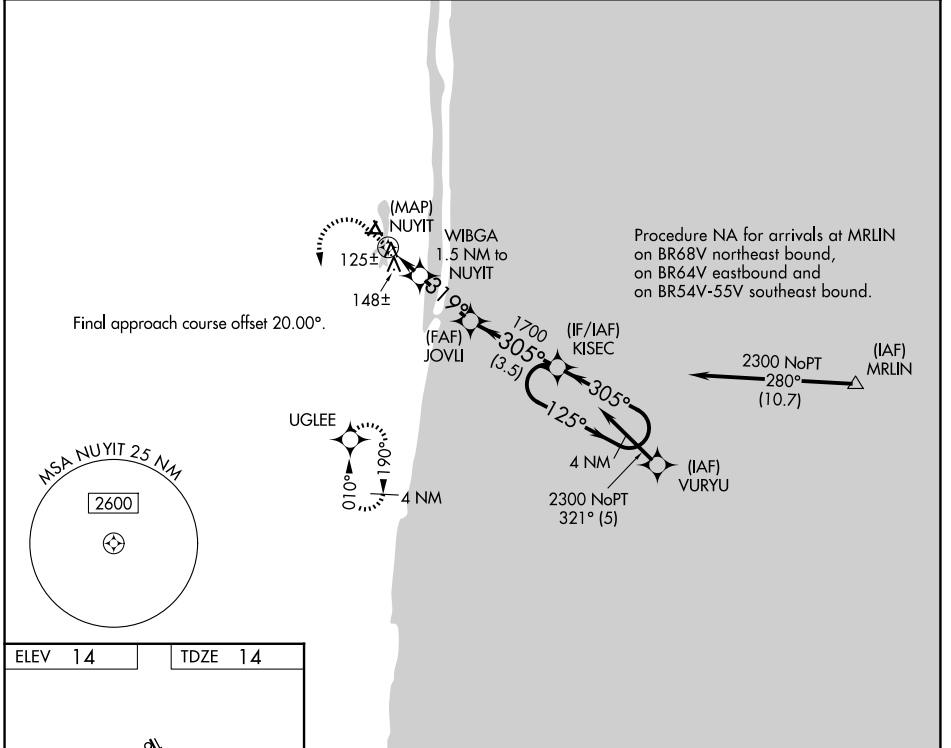 (MAP)
NUYIT
WIBGA
1.5 NM to
NUYIT
125±
148±
319°
Procedure NA for arrivals at MRLIN
on BR68V northeast bound,
on BR64V eastbound and
on BR54V-55V southeast bound.
Final approach course offset 20.00°.
(FAF)
JOVLI
1700
305°
(3.5)
(IF/IAF)
KISEC
305°
125°
4 NM
2300 NoPT
280°
(10.7)
(IAF)
MRLIN
(IAF)
VURYU
2300 NoPT
321° (5)
UGLEE
010°
190°
4 NM
MSA NUYIT 25 NM
2600
ELEV 14
TDZE 14